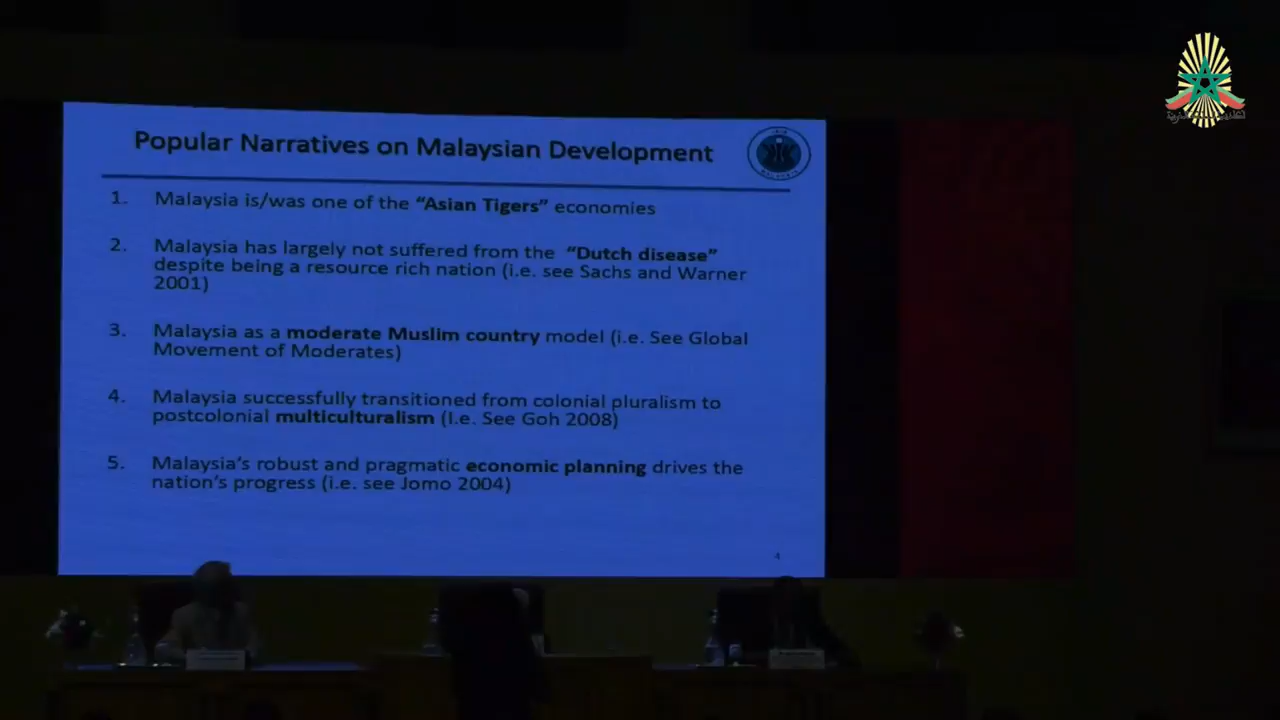 Popular Narratives on Malaysian Development
MALAYSIA
1. Malaysia is/was one of the “Asian Tigers” economies
2. Malaysia has largely not suffered from the “Dutch disease”
despite being a resource rich nation (i.e. see Sachs and Warner
2001)
3. Malaysia as a moderate Muslim country model (i.e. See Global
Movement of Moderates)
4. Malaysia successfully transitioned from colonial pluralism to
postcolonial multiculturalism (I.e. See Goh 2008)
5. Malaysia’s robust and pragmatic economic planning drives the
nation’s progress (i.e. see Jomo 2004)
4